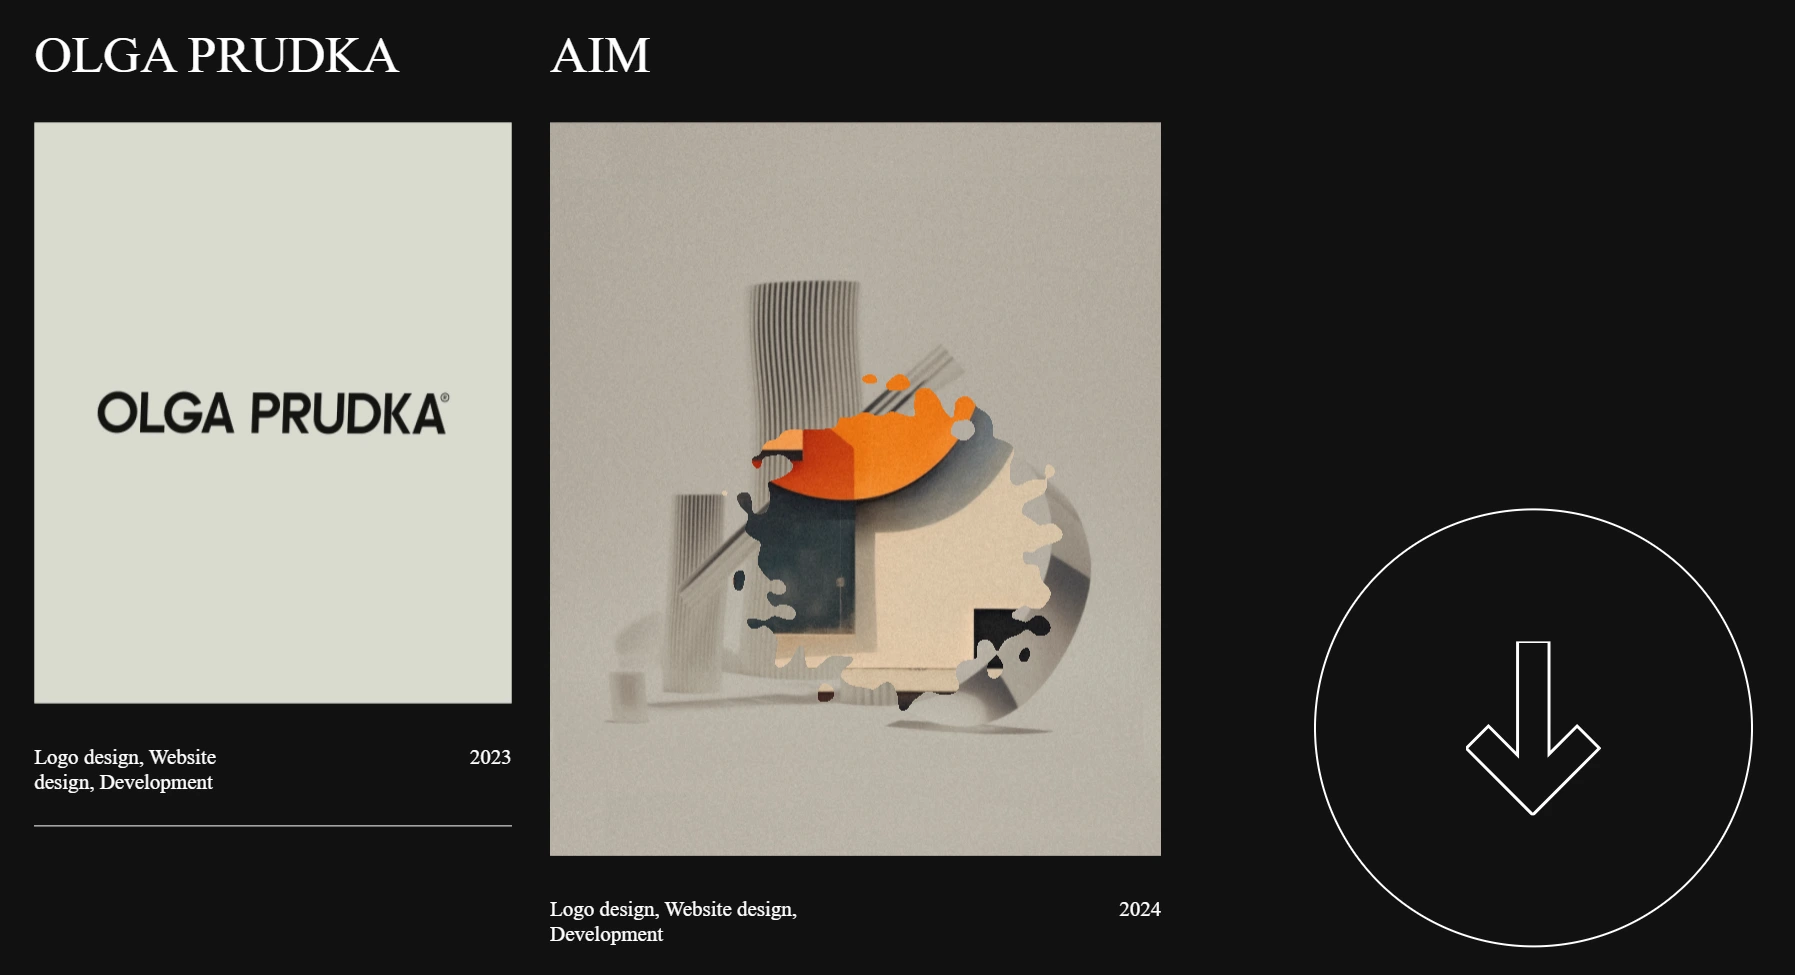 OLGA PRUDKA
OLGA PRUDKA®
Logo design, Website
design, Development
2023
AIM
Logo design, Website design,
Development
2024